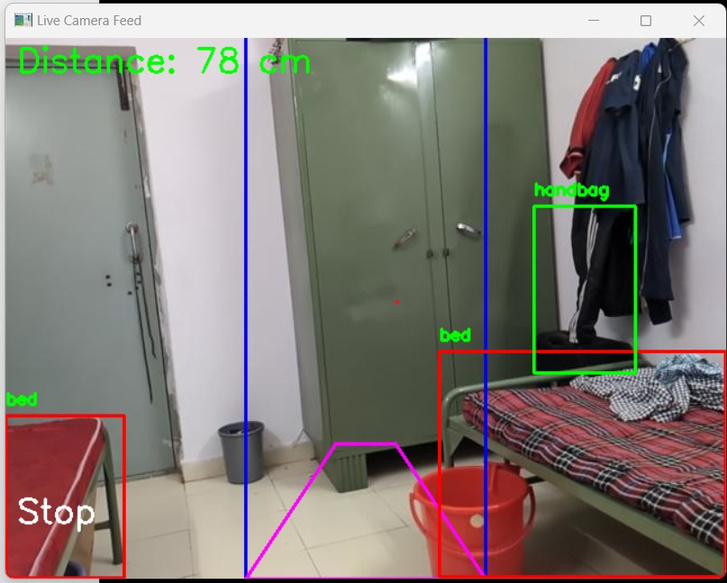 Live Camera Feed
Distance: 78 cm
handbag
bed
bed
Stop